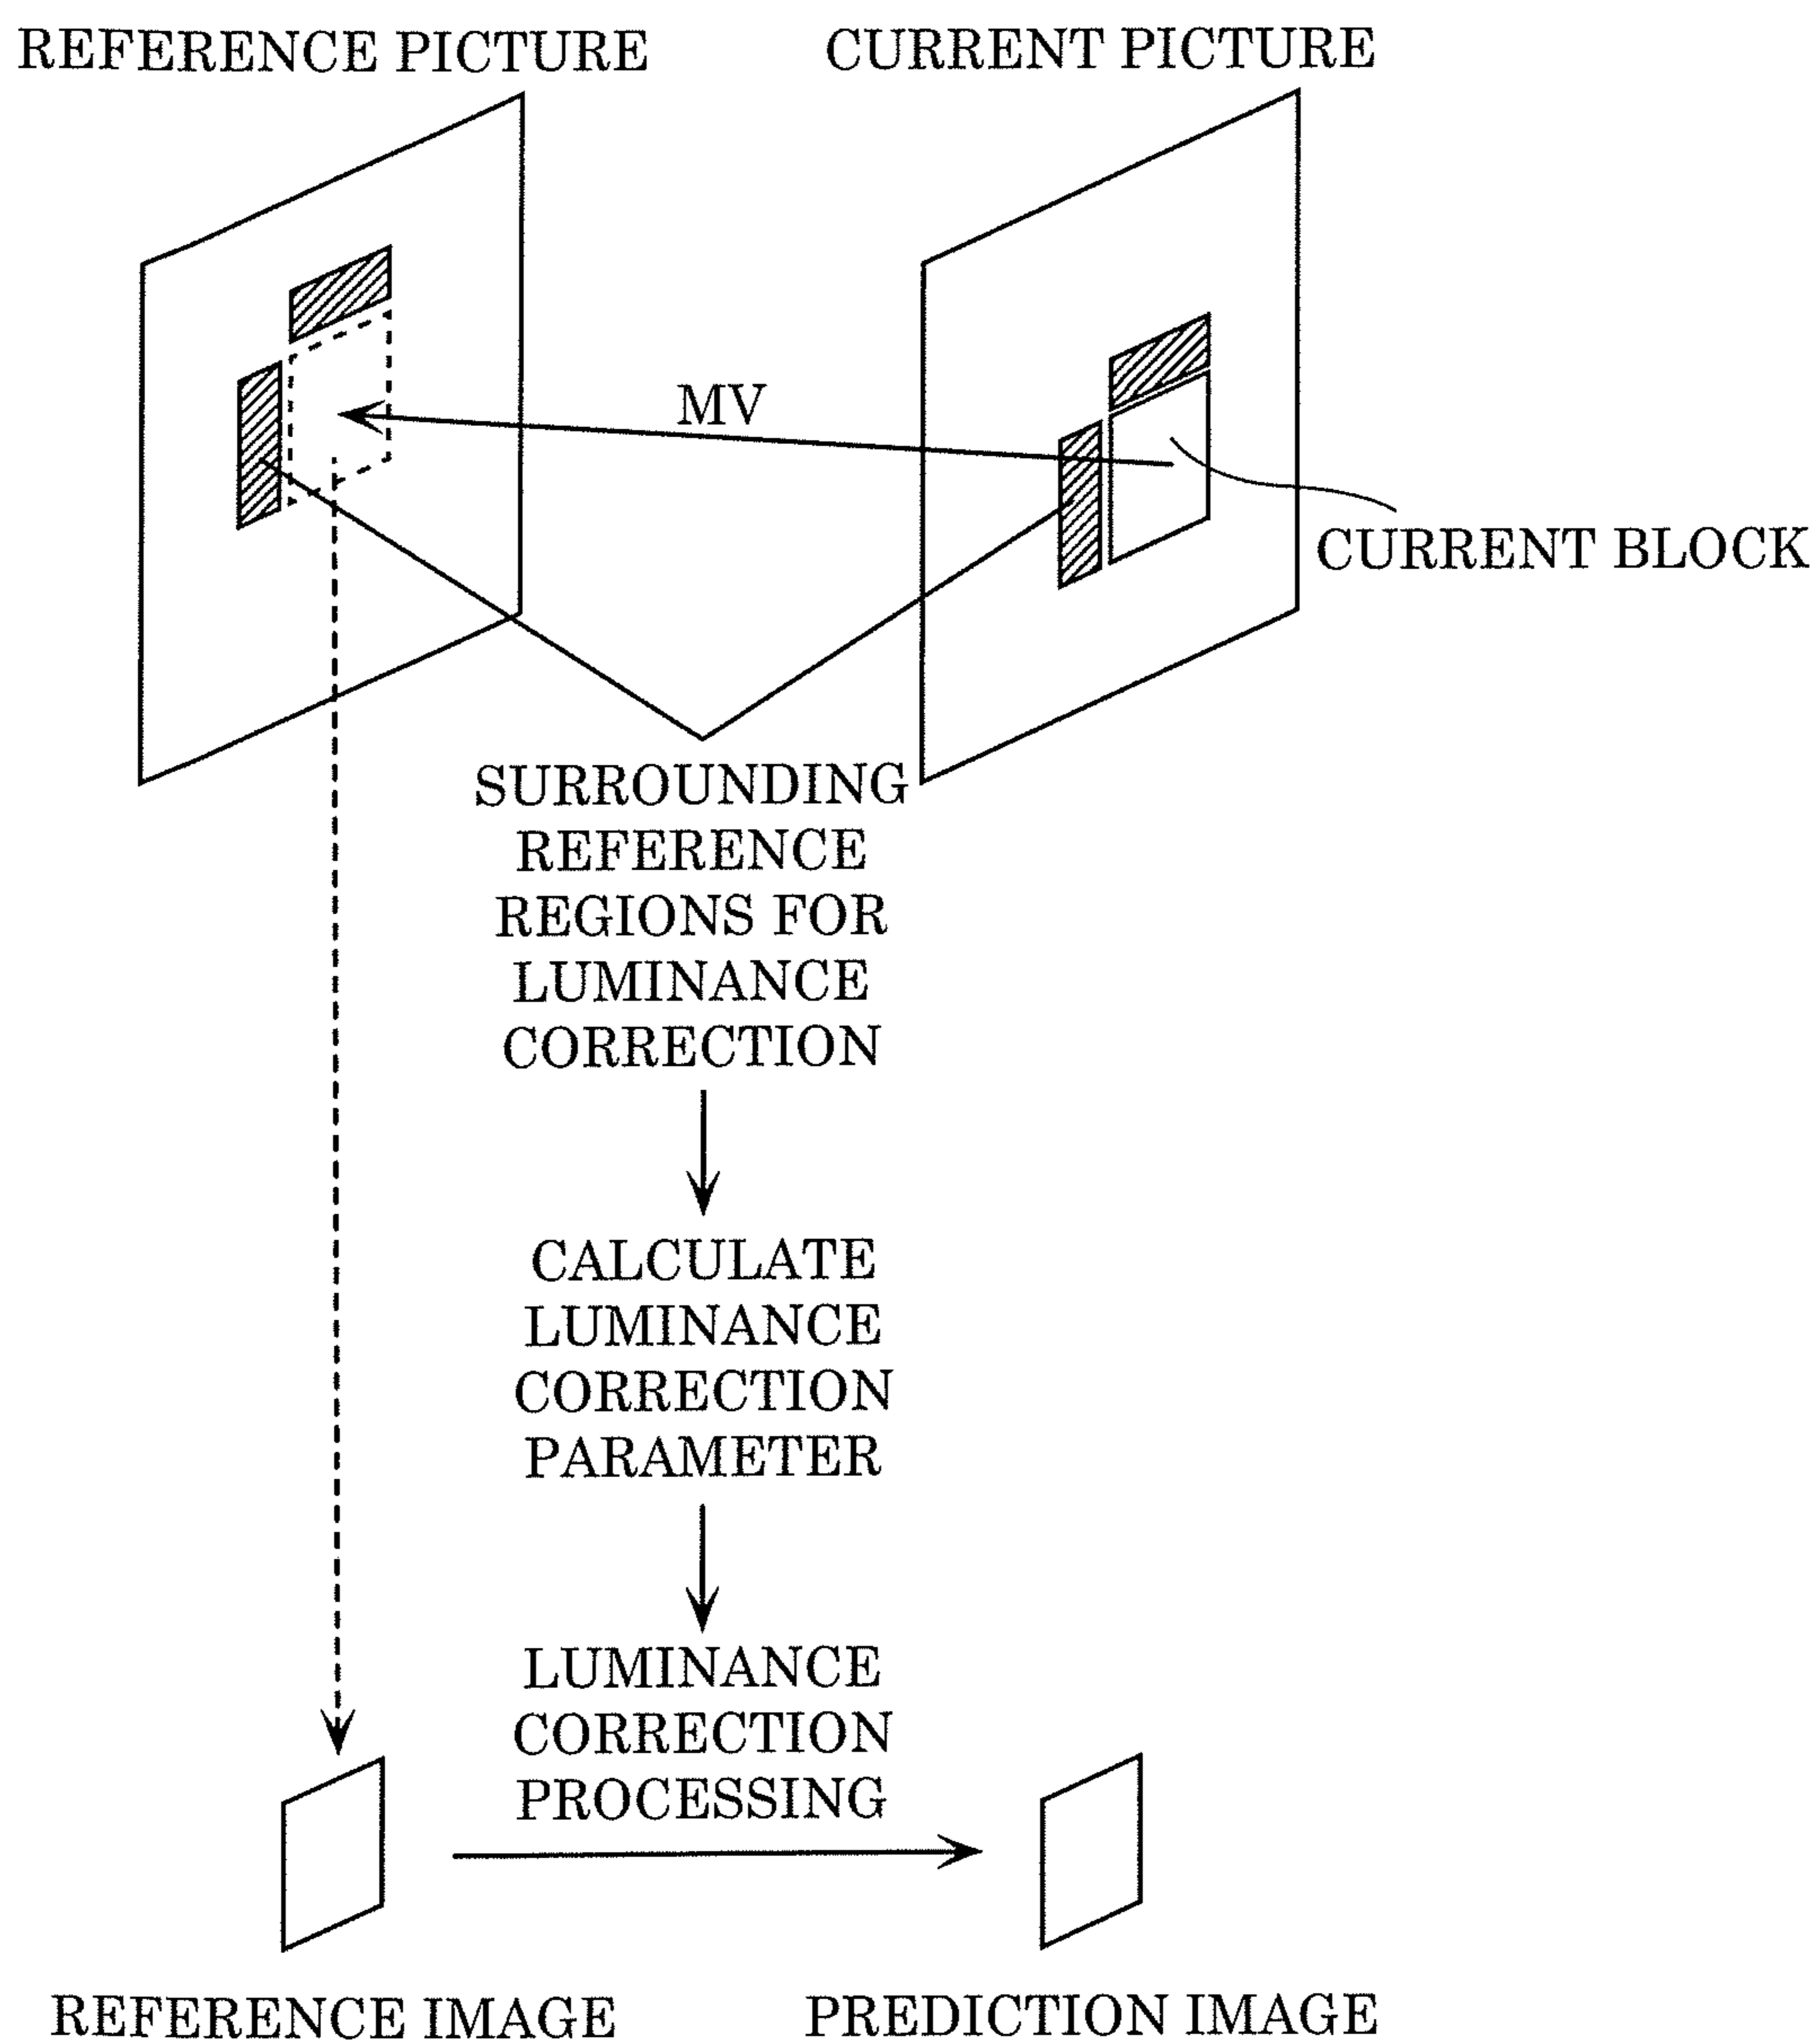 REFERENCE PICTURE
CURRENT PICTURE
MV
CURRENT BLOCK
SURROUNDING
REFERENCE
REGIONS FOR
LUMINANCE
CORRECTION
CALCULATE
LUMINANCE
CORRECTION
PARAMETER
LUMINANCE
CORRECTION
PROCESSING
REFERENCE IMAGE
PREDICTION IMAGE